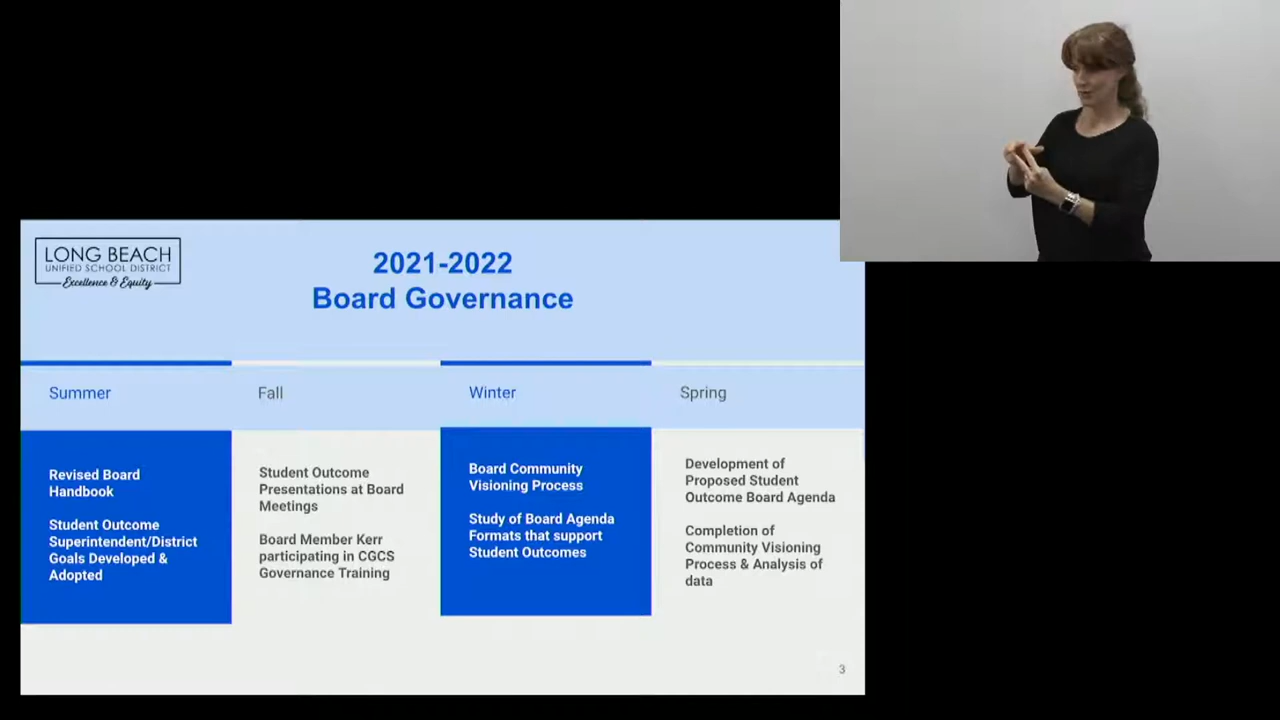 LONG BEACH
UNIFIED SCHOOL DISTRICT
Excellence & Equity
2021-2022
Board Governance
Summer
Fall
Winter
Spring
Revised Board
Handbook
Student Outcome
Superintendent/District
Goals Developed &
Adopted
Student Outcome
Presentations at Board
Meetings
Board Member Kerr
participating in CGCS
Governance Training
Board Community
Visioning Process
Study of Board Agenda
Formats that support
Student Outcomes
Development of
Proposed Student
Outcome Board Agenda
Completion of
Community Visioning
Process & Analysis of
data
3